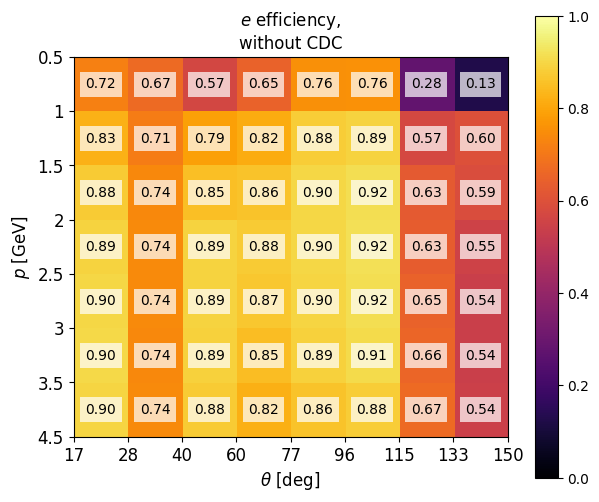 e efficiency,
without CDC
0.5
0.72 0.67 0.57 0.65 0.76 0.76 0.28 0.13
1
0.83 0.71 0.79 0.82 0.88 0.89 0.57 0.60
1.5
0.88 0.74 0.85 0.86 0.90 0.92 0.63 0.59
2
0.89 0.74 0.89 0.88 0.90 0.92 0.63 0.55
2.5
0.90 0.74 0.89 0.87 0.90 0.92 0.65 0.54
3
0.90 0.74 0.89 0.85 0.89 0.91 0.66 0.54
3.5
0.90 0.74 0.88 0.82 0.86 0.88 0.67 0.54
4.5
p [GeV]
17 28 40 60 77 96 115 133 150
θ [deg]
1.0
0.8
0.6
0.4
0.2
0.0